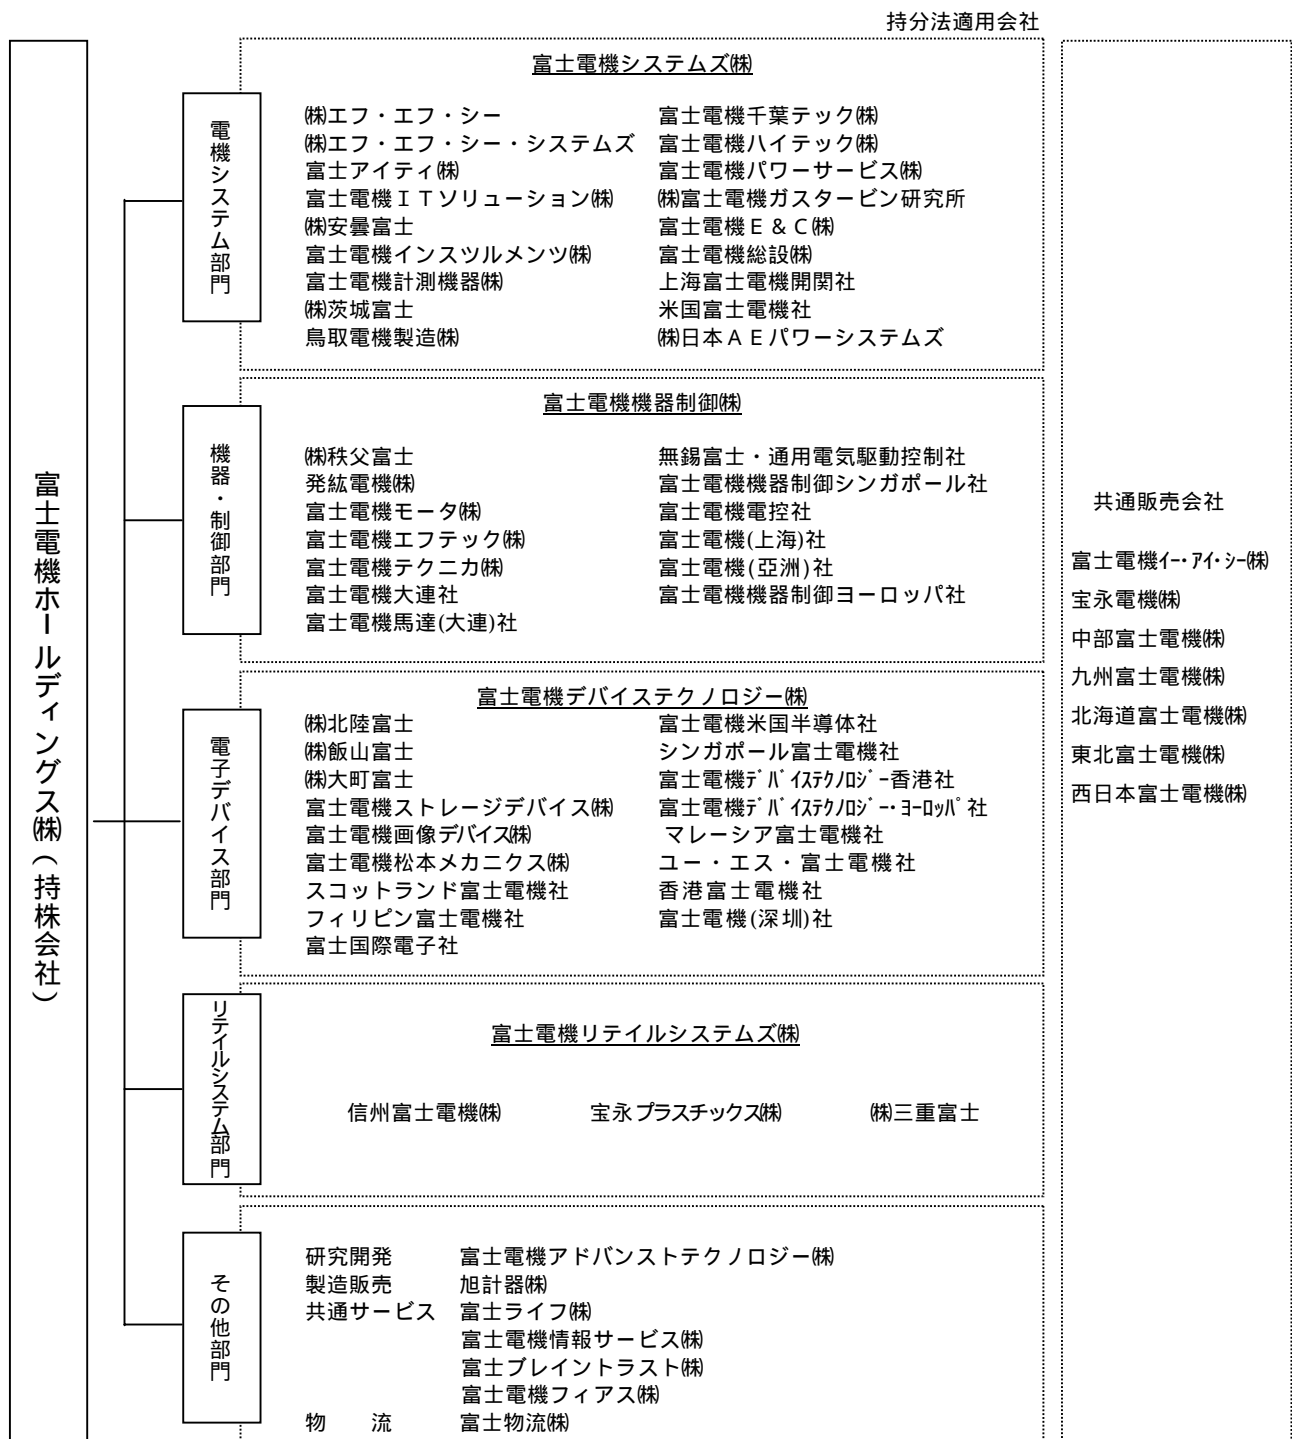 持分法適用会社
富士電機ホールディングス㈱(持株会社)
電機システム部門
富士電機システムズ㈱
㈱エフ・エフ・シー　富士電機千葉テック㈱
㈱エフ・エフ・シー・システムズ　富士電機ハイテック㈱
富士アイティ㈱　富士電機パワーサービス㈱
富士電機ＩＴソリューション㈱　㈱富士電機ガスタービン研究所
㈱安曇富士　富士電機Ｅ＆Ｃ㈱
富士電機インスツルメンツ㈱　富士電機総設㈱
富士電機計測機器㈱　上海富士電機開関社
㈱茨城富士　米国富士電機社
鳥取電機製造㈱　㈱日本ＡＥパワーシステムズ
機器・制御部門
富士電機機器制御㈱
㈱秩父富士　無錫富士・通用電気駆動控制社
発紘電機㈱　富士電機機器制御シンガポール社
富士電機モータ㈱　富士電機電控社
富士電機エフテック㈱　富士電機(上海)社
富士電機テクニカ㈱　富士電機(亞洲)社
富士電機大連社　富士電機機器制御ヨーロッパ社
富士電機馬達(大連)社
電子デバイス部門
富士電機デバイステクノロジー㈱
㈱北陸富士　富士電機米国半導体社
㈱飯山富士　シンガポール富士電機社
㈱大町富士　富士電機ﾃﾞﾊﾞｲｽﾃｸﾉﾛｼﾞｰ香港社
富士電機ストレージデバイス㈱　富士電機ﾃﾞﾊﾞｲｽﾃｸﾉﾛｼﾞｰ･ﾖｰﾛｯﾊﾟ社
富士電機画像デバイス㈱　マレーシア富士電機社
富士電機松本メカニクス㈱　ユー・エス・富士電機社
スコットランド富士電機社　香港富士電機社
フィリピン富士電機社　富士電機(深圳)社
富士国際電子社
リテイルシステム部門
富士電機リテイルシステムズ㈱
信州富士電機㈱　宝永プラスチックス㈱　㈱三重富士
その他部門
研究開発　富士電機アドバンストテクノロジー㈱
製造販売　旭計器㈱
共通サービス　富士ライフ㈱
富士電機情報サービス㈱
富士ブレイントラスト㈱
富士電機フィアス㈱
物　流　富士物流㈱
共通販売会社
富士電機ｲｰ･ｱｲ･ｼｰ㈱
宝永電機㈱
中部富士電機㈱
九州富士電機㈱
北海道富士電機㈱
東北富士電機㈱
西日本富士電機㈱